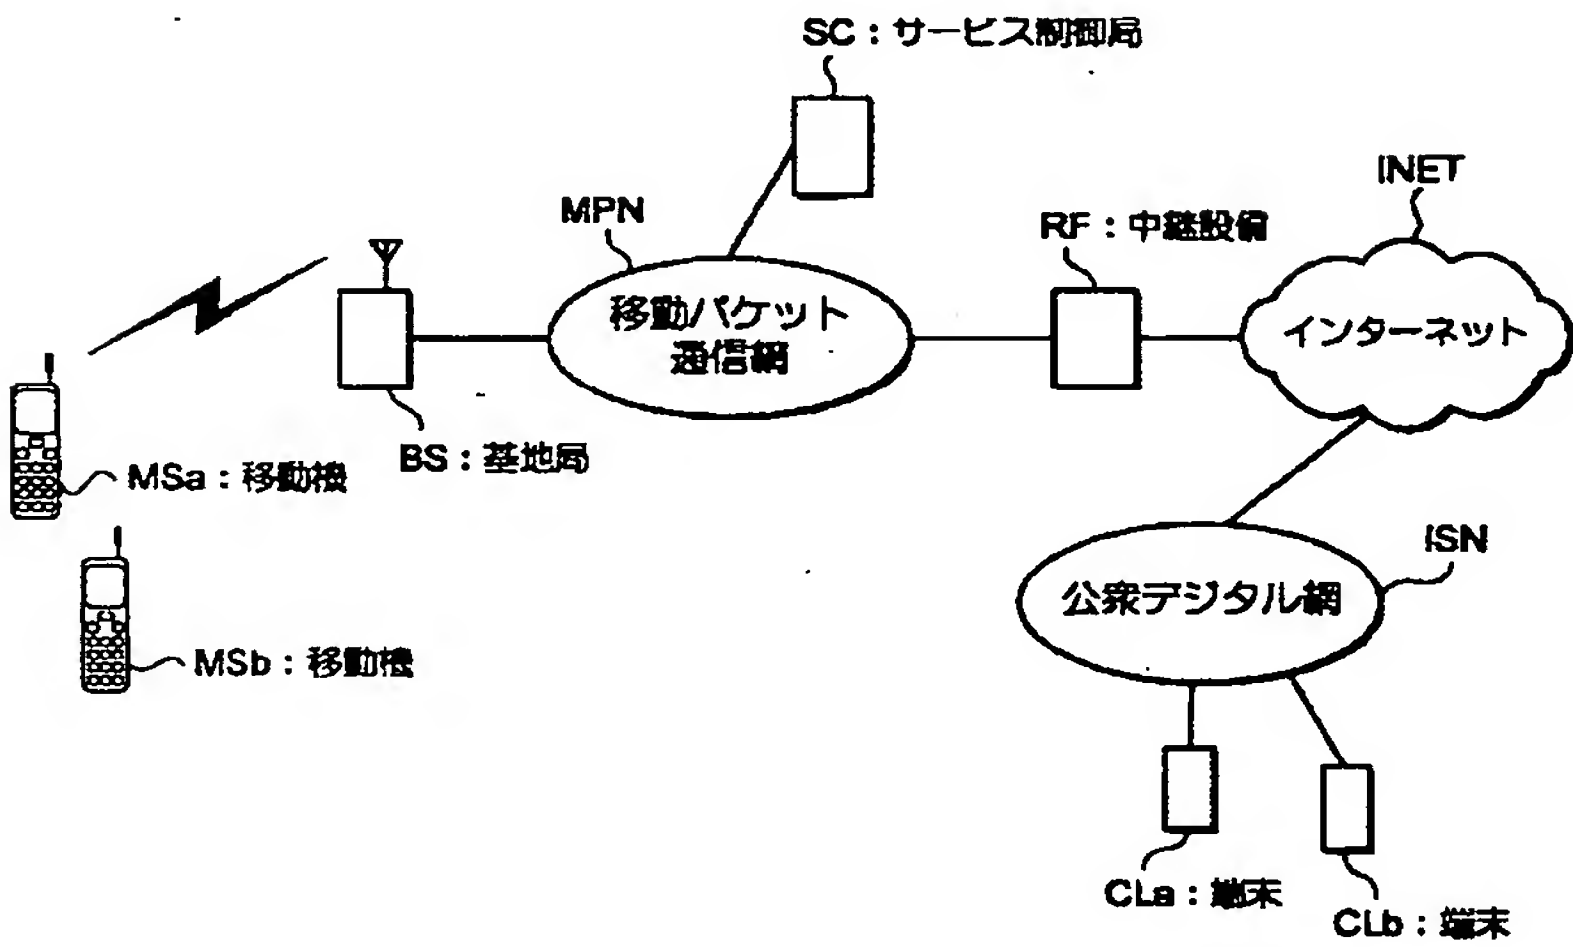 SC：サービス制御局
INET
MPN
RF：中継設備
移動パケット
通信網
インターネット
BS：基地局
MSa：移動機
ISN
公衆デジタル網
MSb：移動機
CLa：端末
CLb：端末